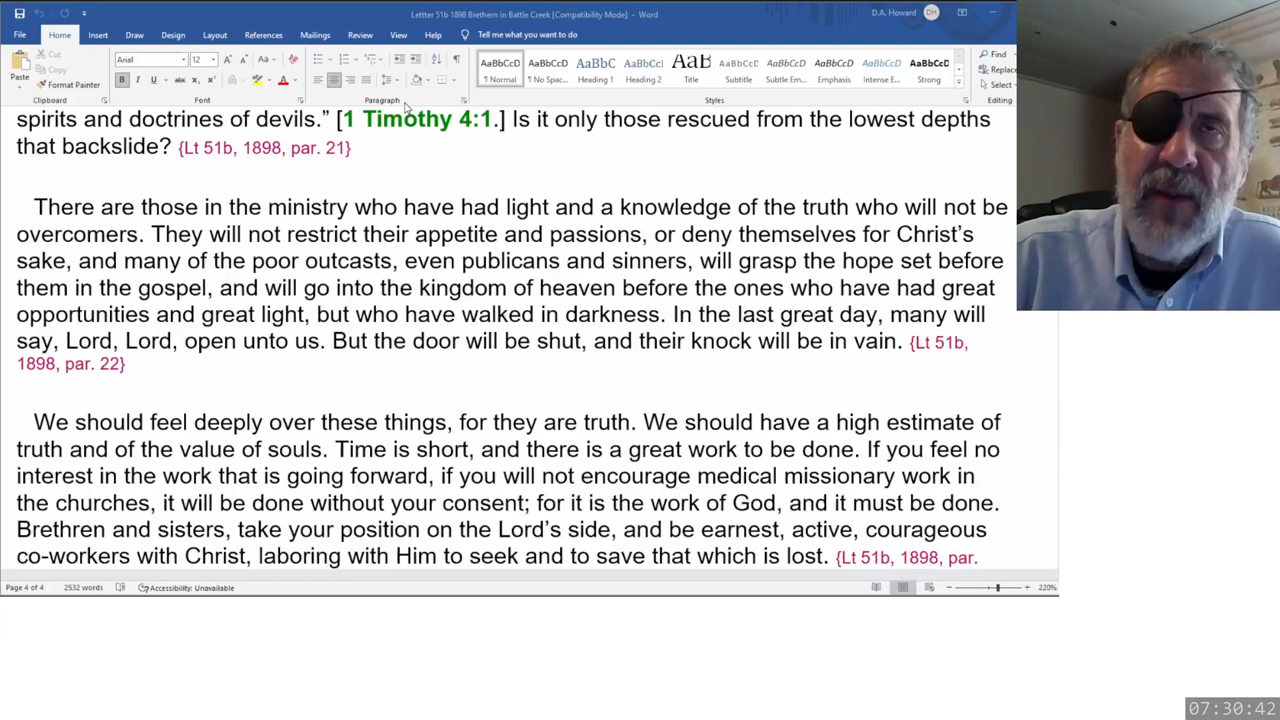 Lettter 51b 1898 Brethern In Battle Creek [Compatibility Mode] - Word
D.A. Howard DH
File Home Insert Draw Design Layout References Mailings Review View Help Tell me what you want to do
Paste
Cut
Copy
Format Painter
Clipboard
Arial 12
Font
Paragraph
AaBbCcD AaBbCcD AaBbC AaBbCcI AaB AaBbCcD AaBbCcD AaBbCcD AaBbCcD AaBbCcD
¶ Normal ¶ No Spac... Heading 1 Heading 2 Title Subtitle Subtle Em... Emphasis Intense E... Strong
Styles
Find
Replace
Select
Editing
spirits and doctrines of devils.” [1 Timothy 4:1.] Is it only those rescued from the lowest depths
that backslide? {Lt 51b, 1898, par. 21}
There are those in the ministry who have had light and a knowledge of the truth who will not be
overcomers. They will not restrict their appetite and passions, or deny themselves for Christ’s
sake, and many of the poor outcasts, even publicans and sinners, will grasp the hope set before
them in the gospel, and will go into the kingdom of heaven before the ones who have had great
opportunities and great light, but who have walked in darkness. In the last great day, many will
say, Lord, Lord, open unto us. But the door will be shut, and their knock will be in vain. {Lt 51b,
1898, par. 22}
We should feel deeply over these things, for they are truth. We should have a high estimate of
truth and of the value of souls. Time is short, and there is a great work to be done. If you feel no
interest in the work that is going forward, if you will not encourage medical missionary work in
the churches, it will be done without your consent; for it is the work of God, and it must be done.
Brethren and sisters, take your position on the Lord’s side, and be earnest, active, courageous
co-workers with Christ, laboring with Him to seek and to save that which is lost. {Lt 51b, 1898, par.
Page 4 of 4 2532 words Accessibility: Unavailable 220%
07:30:42